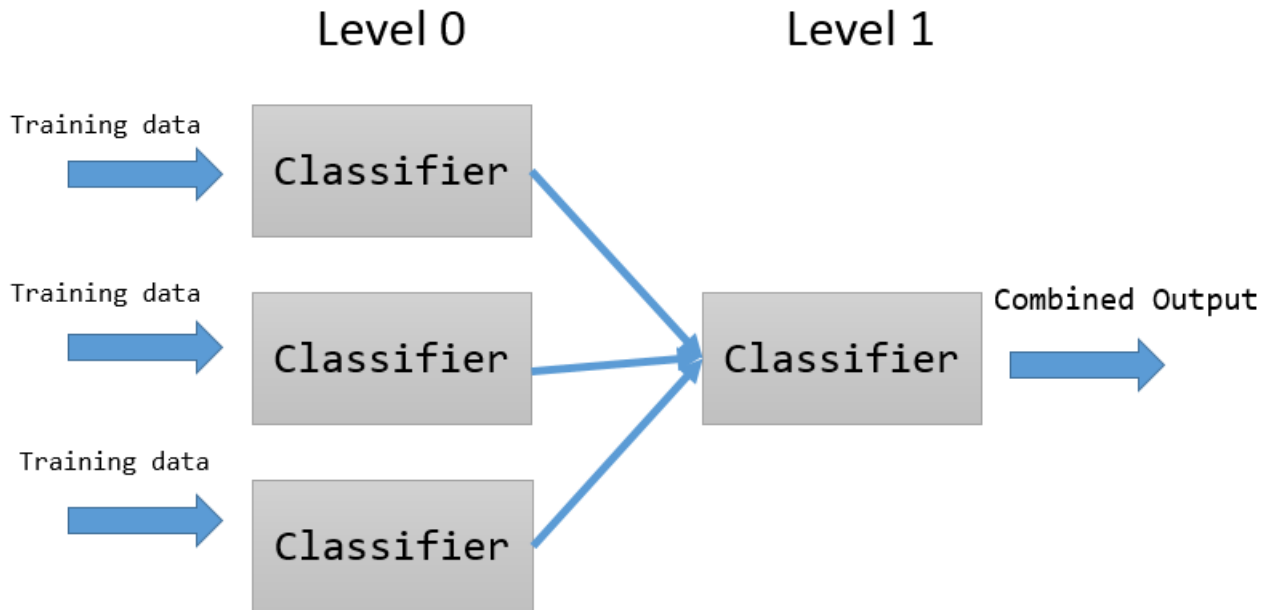 Level 0
Level 1
Training data
Classifier
Training data
Classifier
Classifier
Combined Output
Training data
Classifier